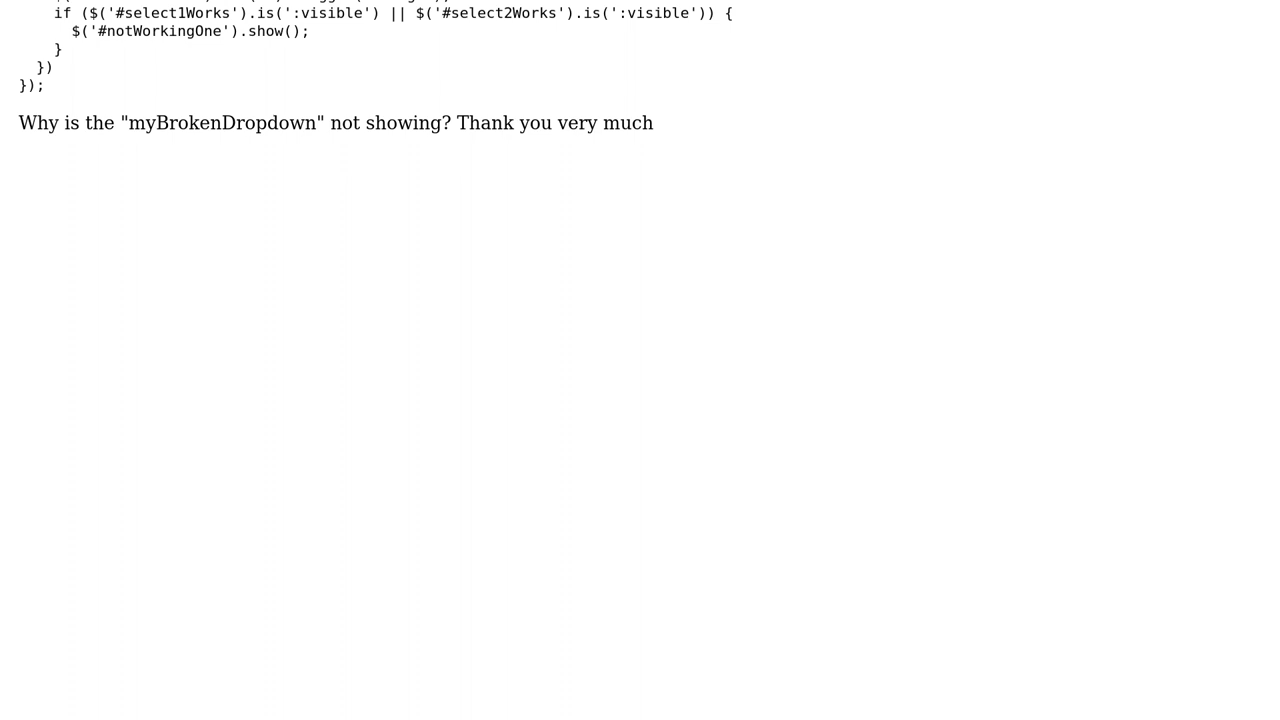 if ($('#select1Works').is(':visible') || $('#select2Works').is(':visible')) {
$('#notWorkingOne').show();
}
})
});
Why is the "myBrokenDropdown" not showing? Thank you very much